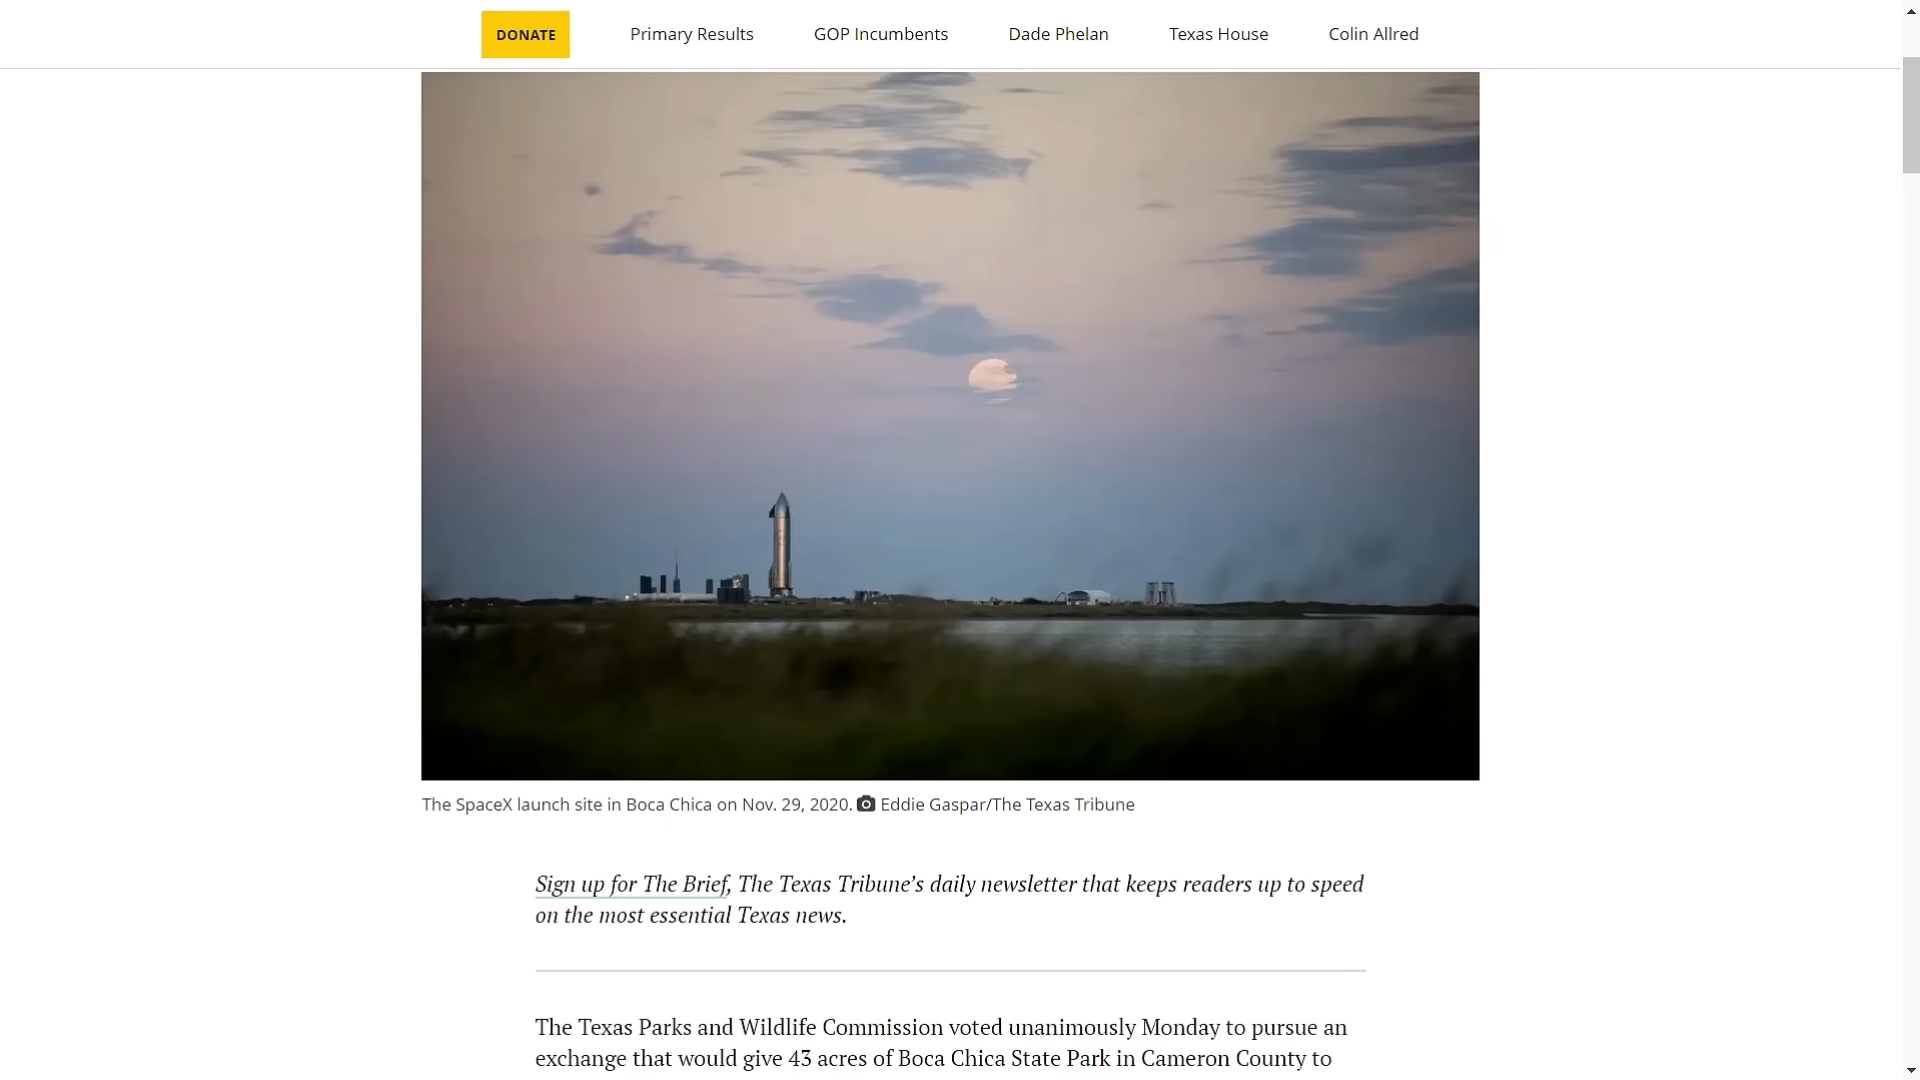 DONATE Primary Results GOP Incumbents Dade Phelan Texas House Colin Allred
The SpaceX launch site in Boca Chica on Nov. 29, 2020. Eddie Gaspar/The Texas Tribune
Sign up for The Brief, The Texas Tribune’s daily newsletter that keeps readers up to speed
on the most essential Texas news.
The Texas Parks and Wildlife Commission voted unanimously Monday to pursue an
exchange that would give 43 acres of Boca Chica State Park in Cameron County to